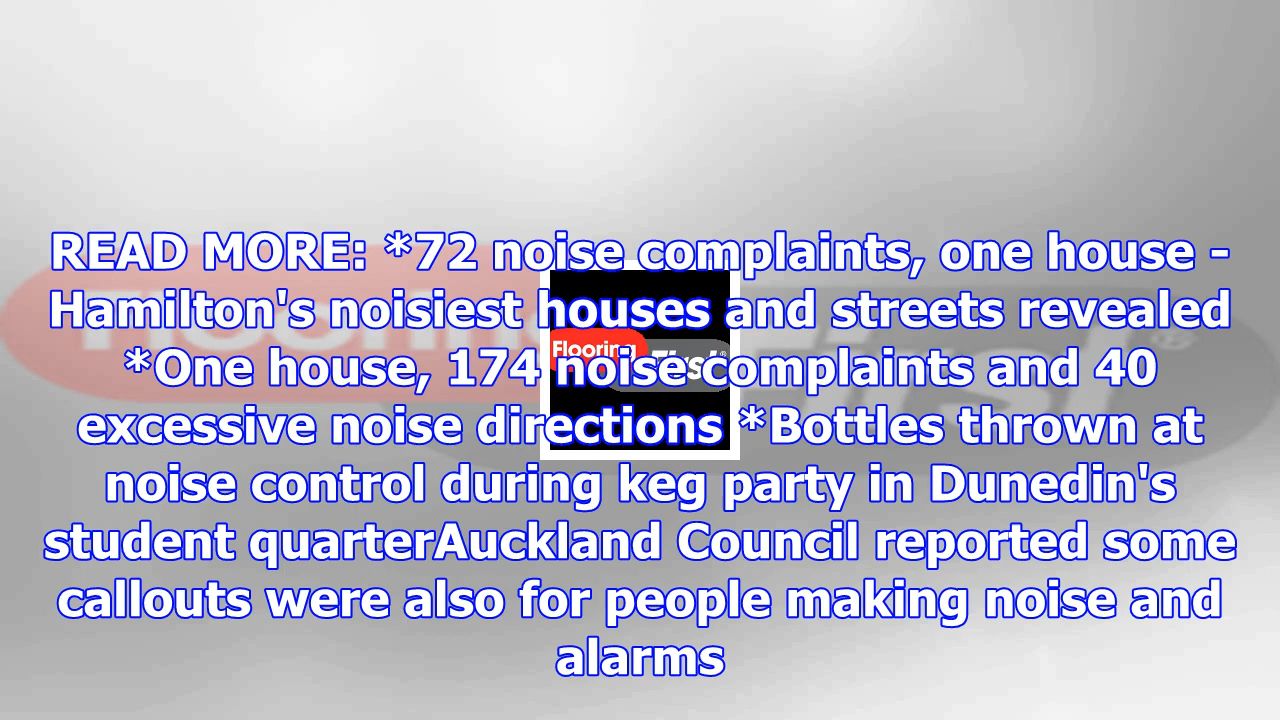 READ MORE: *72 noise complaints, one house -
Hamilton's noisiest houses and streets revealed
*One house, 174 noise complaints and 40
excessive noise directions *Bottles thrown at
noise control during keg party in Dunedin's
student quarterAuckland Council reported some
callouts were also for people making noise and
alarms
Flooring
First®